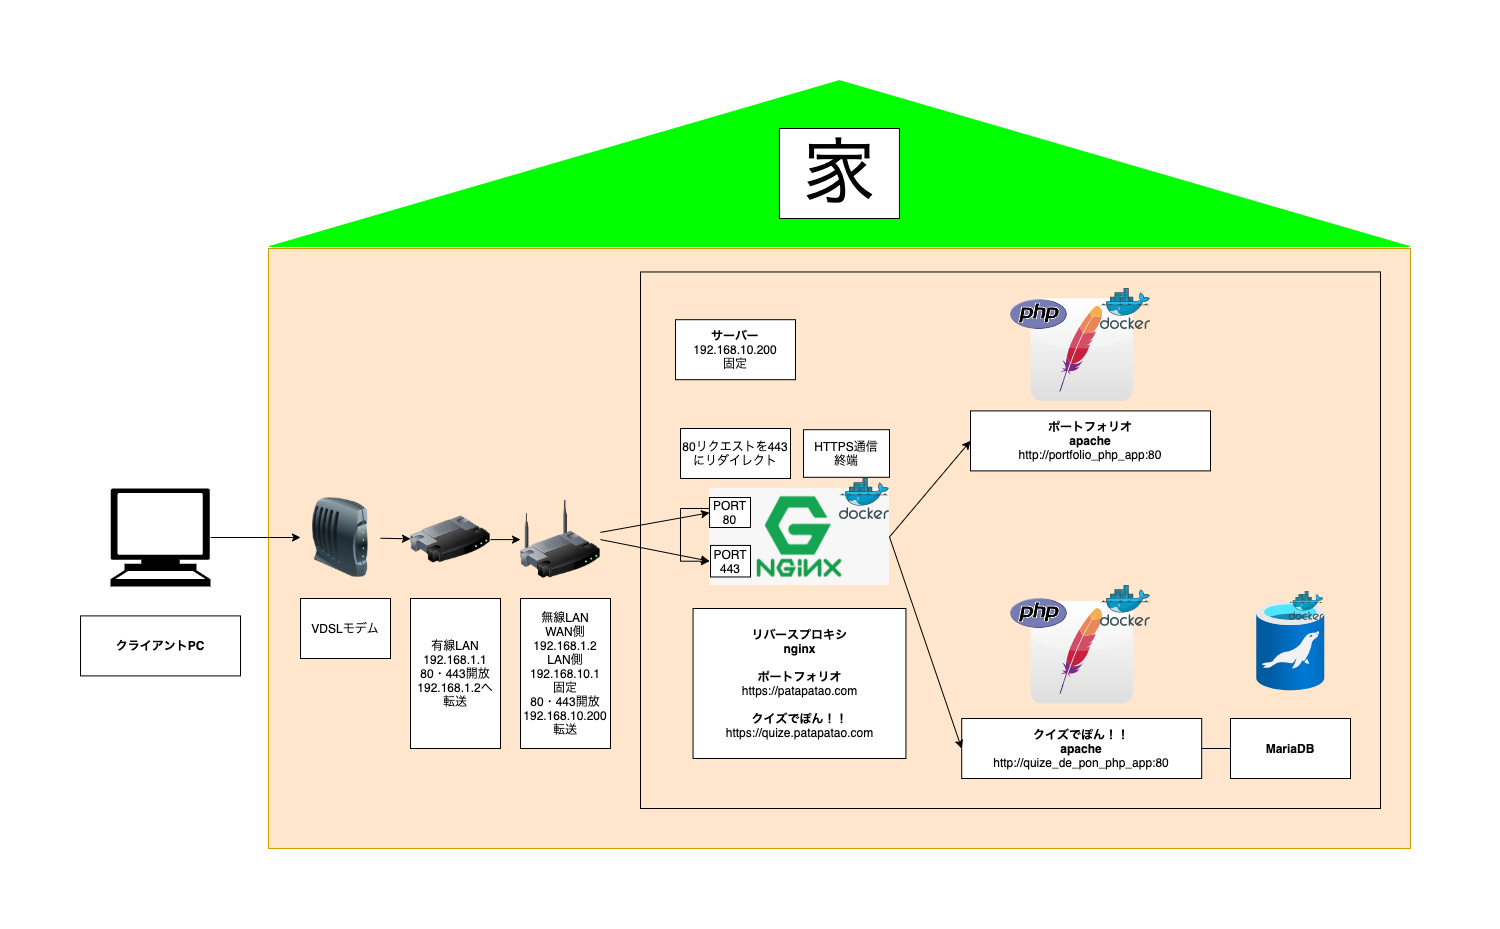 家
サーバー
192.168.10.200
固定
php
docker
ポートフォリオ
apache
http://portfolio_php_app:80
80リクエストを443
にリダイレクト
HTTPS通信
終端
PORT
80
PORT
443
NGiNX
docker
クライアントPC
VDSLモデム
有線LAN
192.168.1.1
80・443開放
192.168.1.2へ
転送
無線LAN
WAN側
192.168.1.2
LAN側
192.168.10.1
固定
80・443開放
192.168.10.200
転送
リバースプロキシ
nginx
ポートフォリオ
https://patapatao.com
クイズでぽん！！
https://quize.patapatao.com
php
docker
クイズでぽん！！
apache
http://quize_de_pon_php_app:80
docker
MariaDB